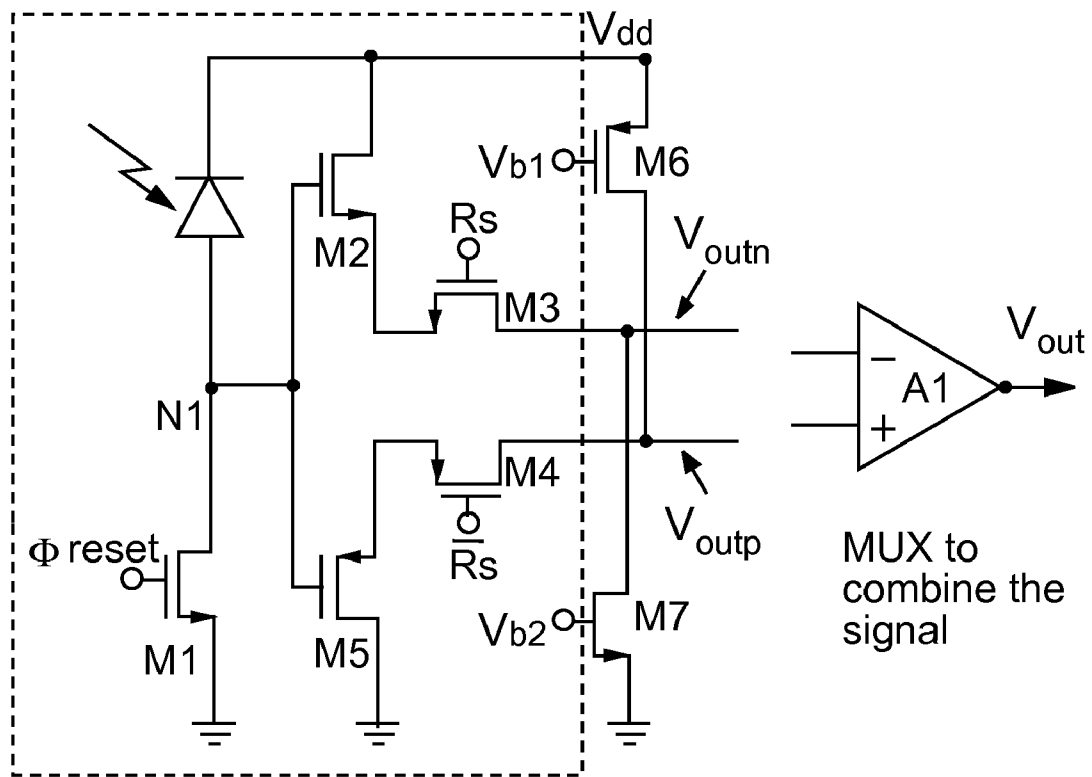 Vdd
Vb1
M6
Rs
M2
M3
Voutn
Vout
−
A1
+
N1
M4
Voutp
Φ reset
R̅s̅
M1
M5
Vb2
M7
MUX to
combine the
signal